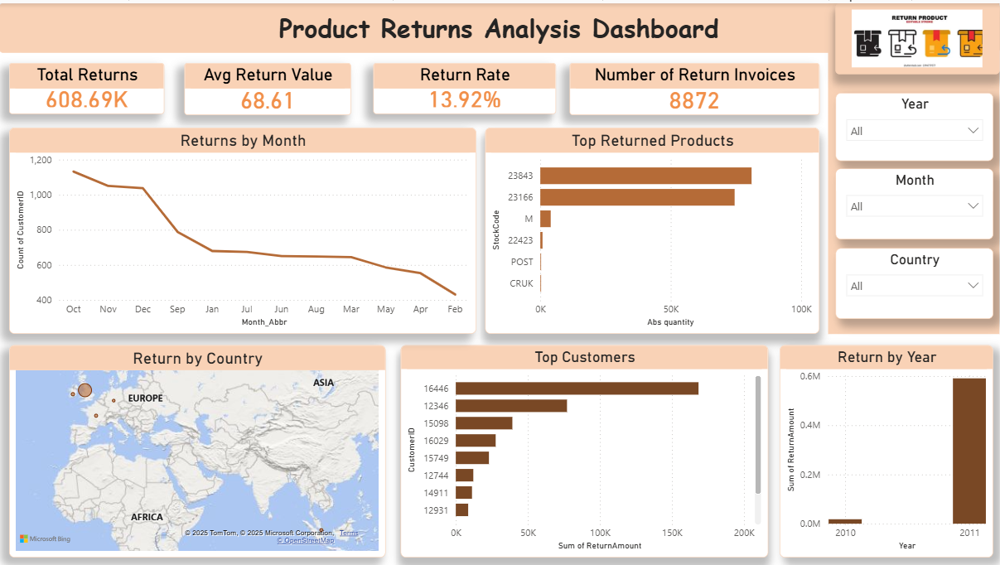 Product Returns Analysis Dashboard
RETURN PRODUCT
Total Returns
608.69K
Avg Return Value
68.61
Return Rate
13.92%
Number of Return Invoices
8872
Year
All
Month
All
Country
All
Returns by Month
Count of CustomerID
1,200
1,000
800
600
400
Oct Nov Dec Sep Jan Jul Jun Aug Mar May Apr Feb
Month_Abbr
Top Returned Products
StockCode
23843
23166
M
22423
POST
CRUK
0K 50K 100K
Abs quantity
Return by Country
ASIA
EUROPE
AFRICA
© 2025 TomTom, © 2025 Microsoft Corporation, Terms
© OpenStreetMap
Microsoft Bing
Top Customers
CustomerID
16446
12346
15098
16029
15749
12744
14911
12931
0K 50K 100K 150K 200K
Sum of ReturnAmount
Return by Year
Sum of ReturnAmount
0.6M
0.4M
0.2M
0.0M
2010 2011
Year